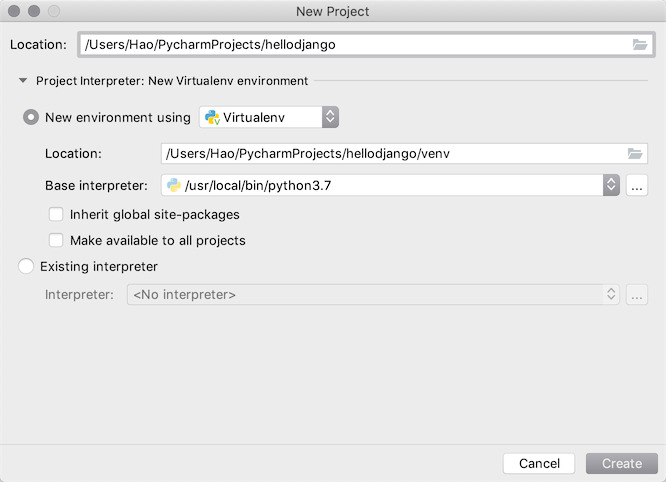 New Project
Location: /Users/Hao/PycharmProjects/hellodjango
Project Interpreter: New Virtualenv environment
New environment using Virtualenv
Location: /Users/Hao/PycharmProjects/hellodjango/venv
Base interpreter: /usr/local/bin/python3.7 ...
Inherit global site-packages
Make available to all projects
Existing interpreter
Interpreter: <No interpreter> ...
Cancel Create